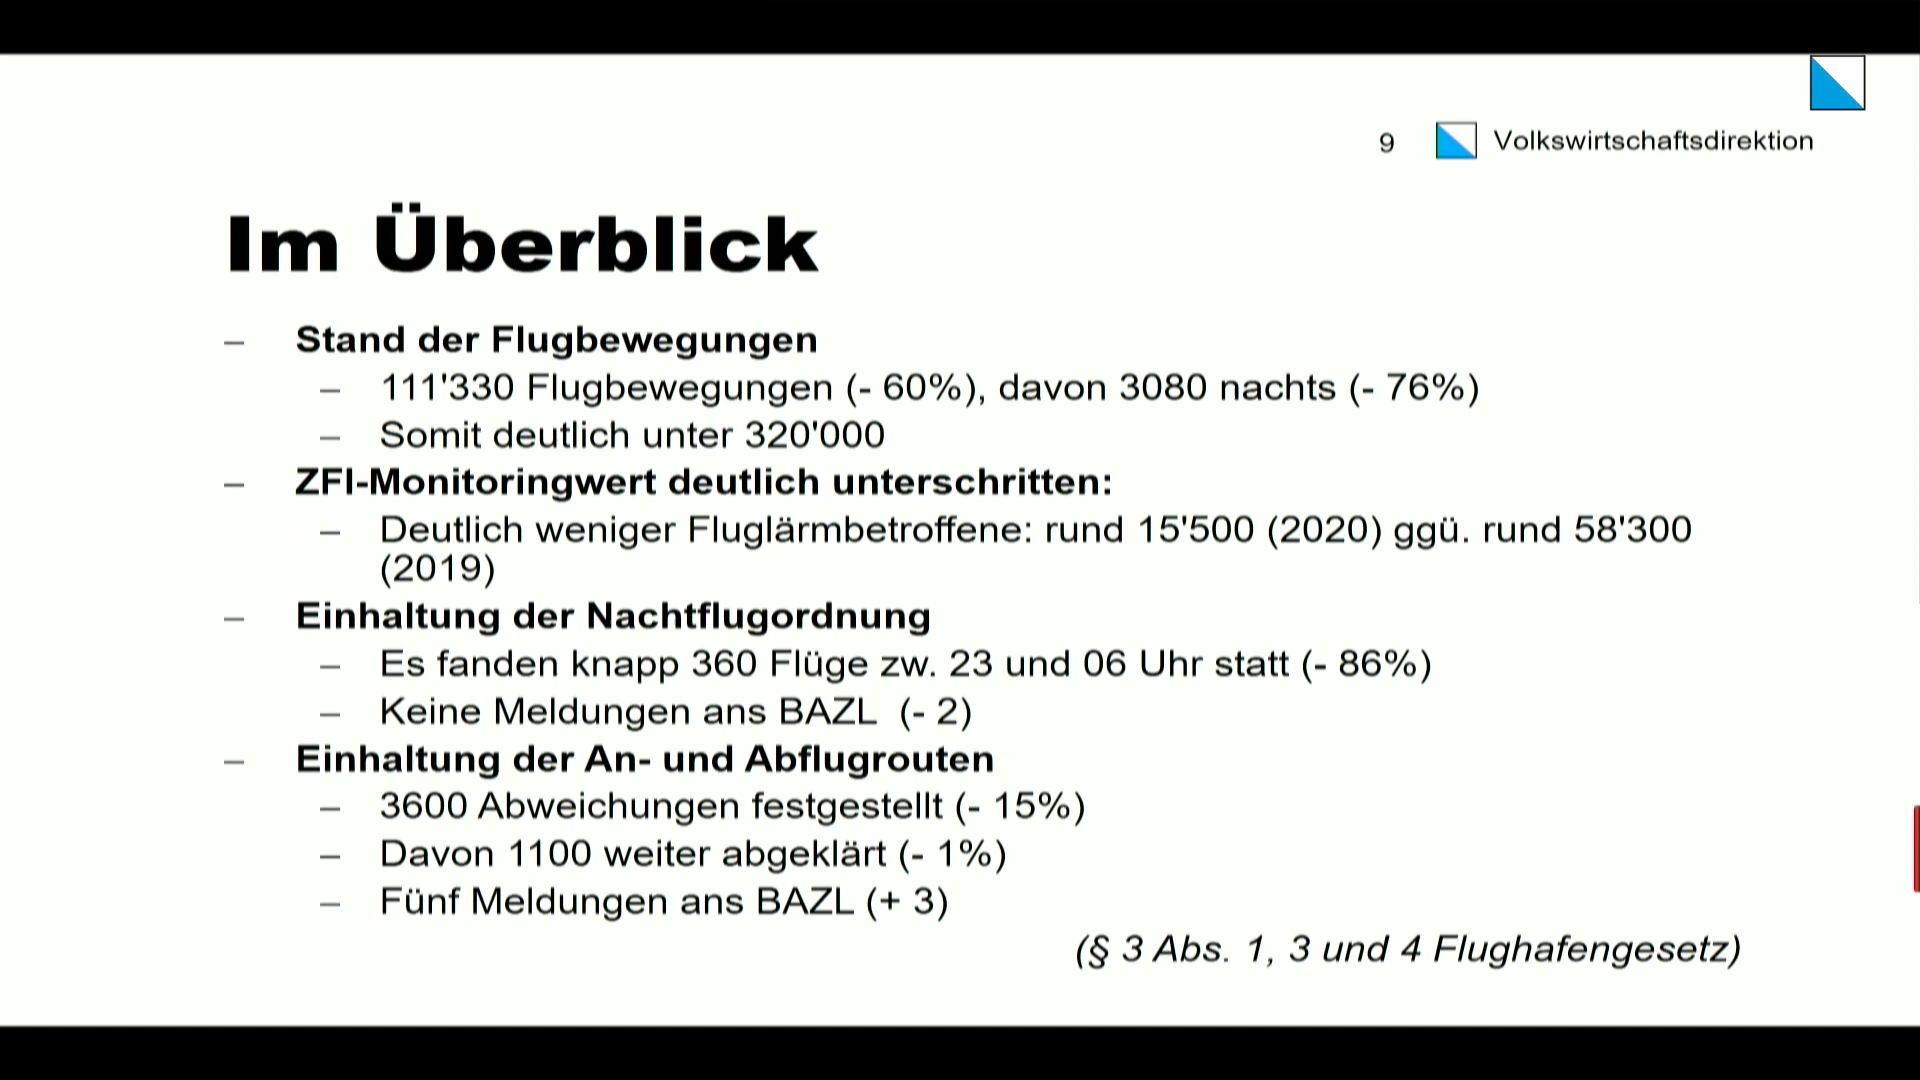 9 Volkswirtschaftsdirektion
Im Überblick
– Stand der Flugbewegungen
– 111'330 Flugbewegungen (- 60%), davon 3080 nachts (- 76%)
– Somit deutlich unter 320'000
– ZFI-Monitoringwert deutlich unterschritten:
– Deutlich weniger Fluglärmbetroffene: rund 15'500 (2020) ggü. rund 58'300
(2019)
– Einhaltung der Nachtflugordnung
– Es fanden knapp 360 Flüge zw. 23 und 06 Uhr statt (- 86%)
– Keine Meldungen ans BAZL (- 2)
– Einhaltung der An- und Abflugrouten
– 3600 Abweichungen festgestellt (- 15%)
– Davon 1100 weiter abgeklärt (- 1%)
– Fünf Meldungen ans BAZL (+ 3)
(§ 3 Abs. 1, 3 und 4 Flughafengesetz)